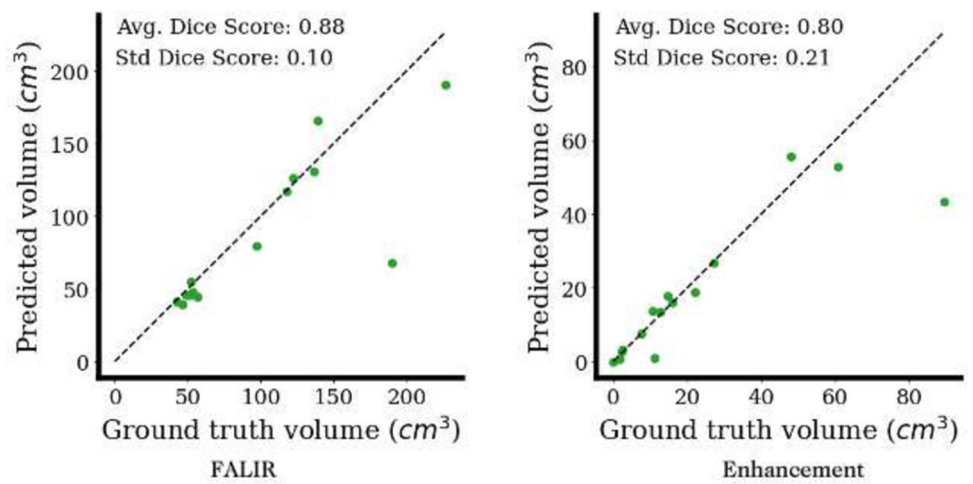 Avg. Dice Score: 0.88
Std Dice Score: 0.10
Predicted volume (cm³)
200
150
100
50
0
0 50 100 150 200
Ground truth volume (cm³)
FALIR
Avg. Dice Score: 0.80
Std Dice Score: 0.21
Predicted volume (cm³)
80
60
40
20
0
0 20 40 60 80
Ground truth volume (cm³)
Enhancement